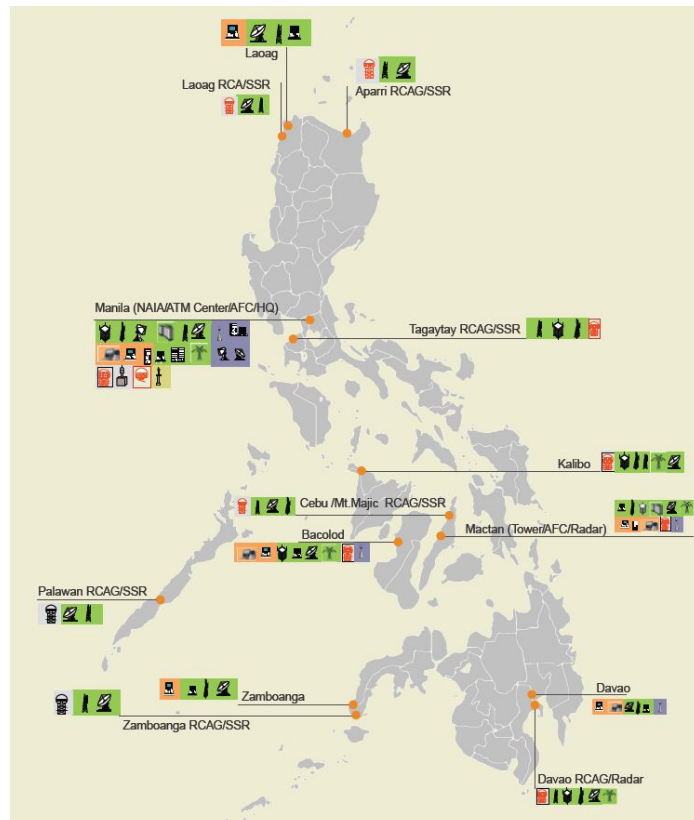 Laoag
Laoag RCA/SSR
Aparri RCAG/SSR
Manila (NAIA/ATM Center/AFC/HQ)
Tagaytay RCAG/SSR
Kalibo
Cebu /Mt.Majic RCAG/SSR
Mactan (Tower/AFC/Radar)
Bacolod
Palawan RCAG/SSR
Zamboanga
Davao
Zamboanga RCAG/SSR
Davao RCAG/Radar